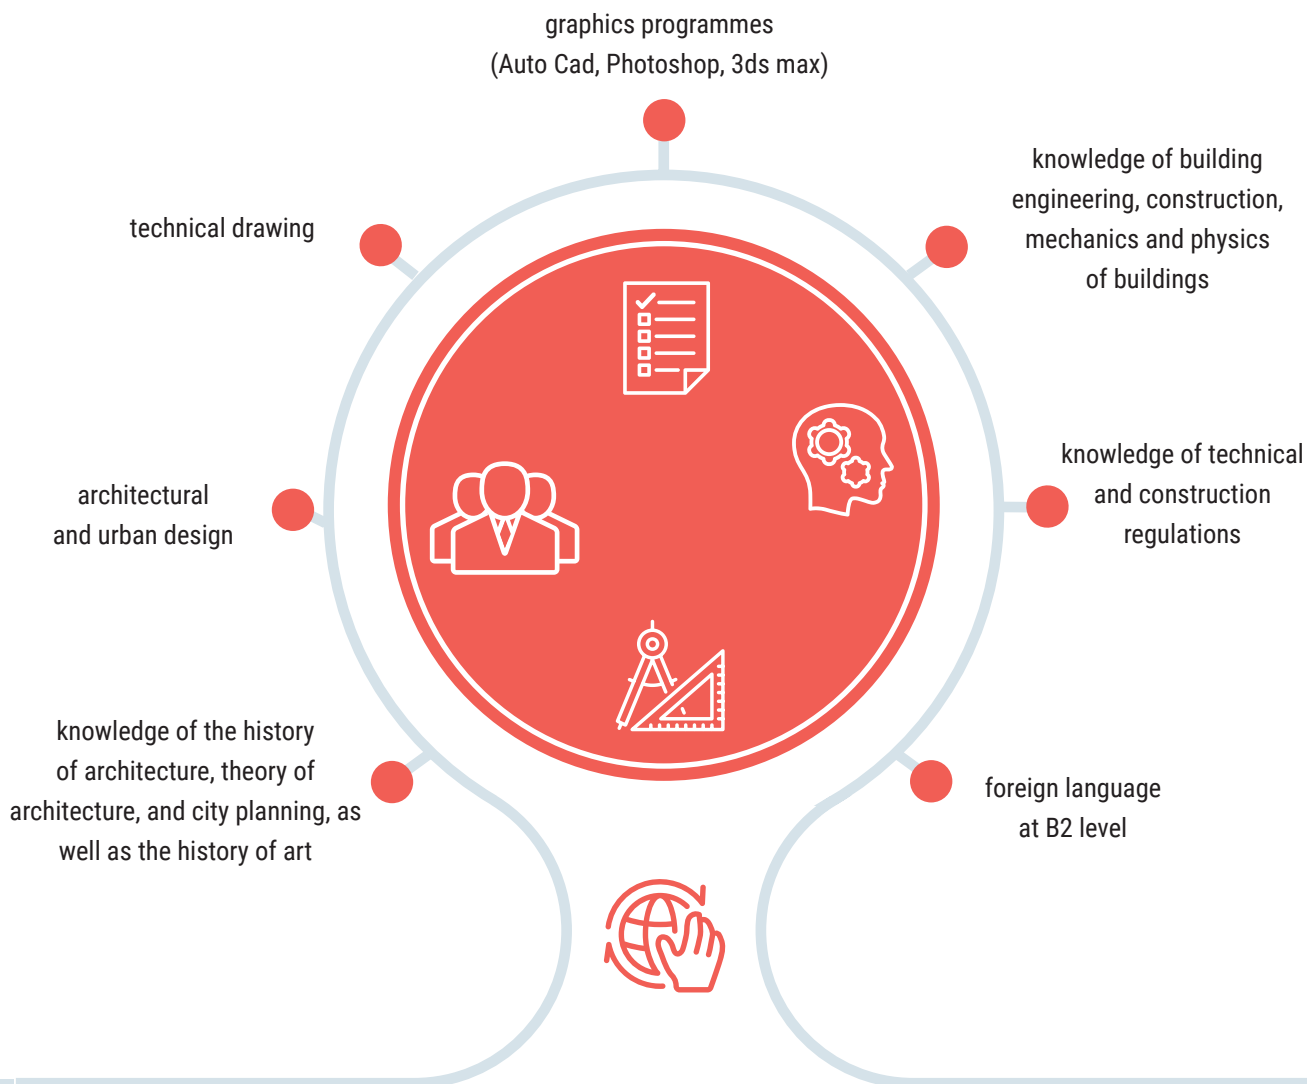 graphics programmes
(Auto Cad, Photoshop, 3ds max)
knowledge of building
engineering, construction,
mechanics and physics
of buildings
technical drawing
knowledge of technical
and construction
regulations
architectural
and urban design
knowledge of the history
of architecture, theory of
architecture, and city planning, as
well as the history of art
foreign language
at B2 level